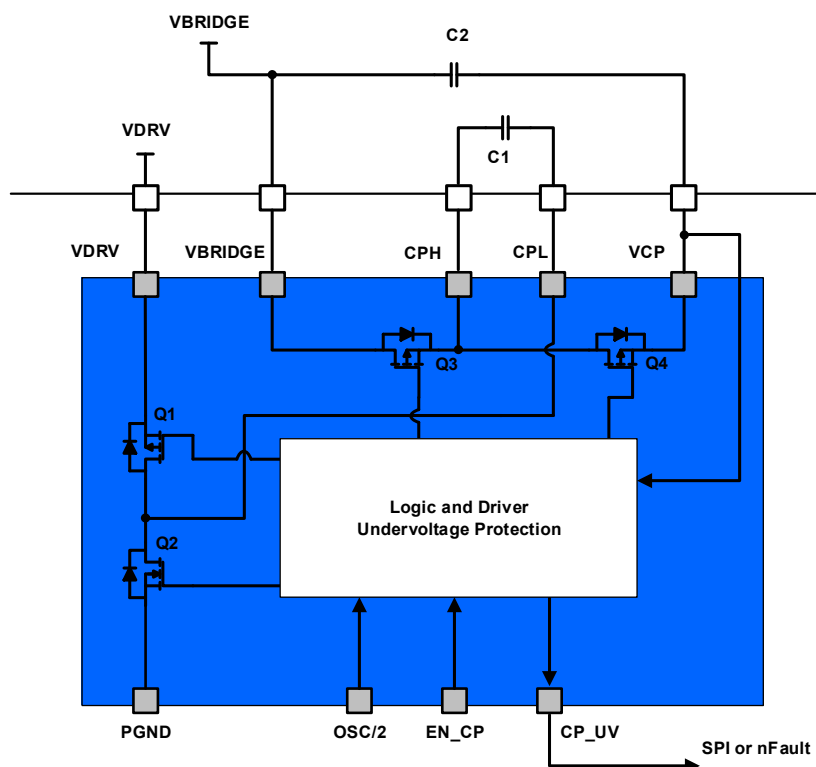 VBRIDGE
C2
VDRV
C1
VDRV
VBRIDGE
CPH
CPL
VCP
Q3
Q4
Q1
Logic and Driver
Undervoltage Protection
Q2
PGND
OSC/2
EN_CP
CP_UV
SPI or nFault